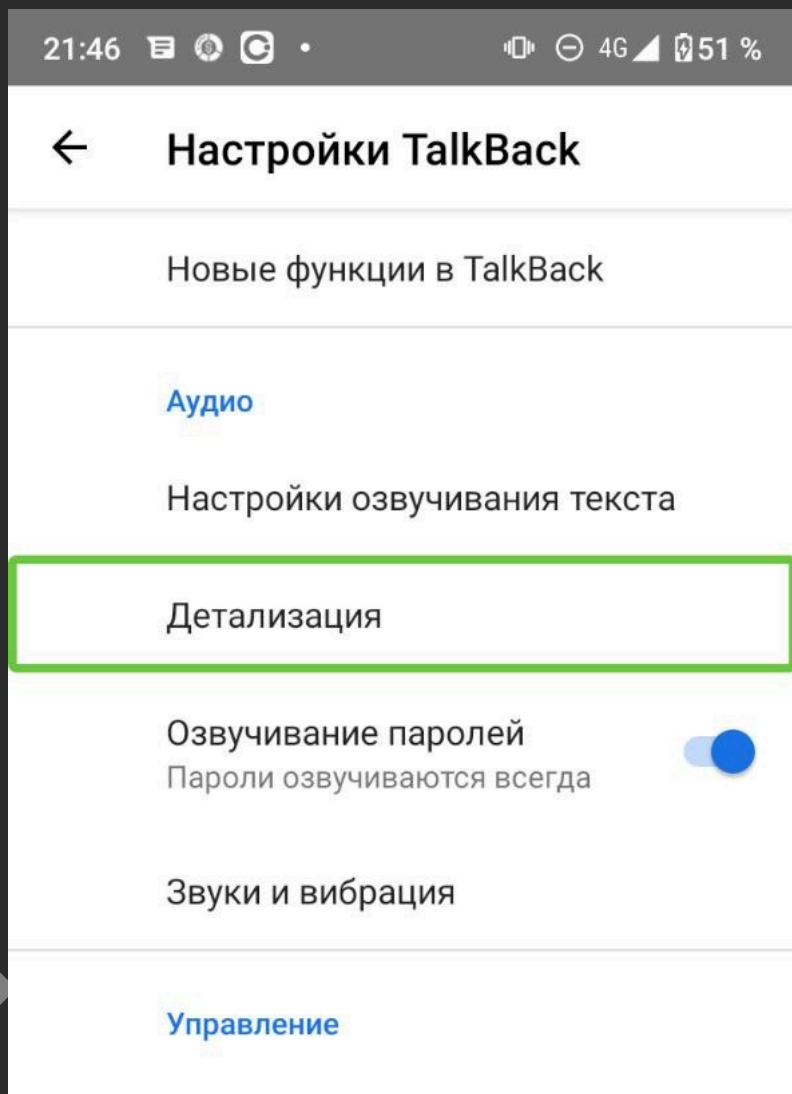 21:46 4G 51 %
Настройки TalkBack
Новые функции в TalkBack
Аудио
Настройки озвучивания текста
Детализация
Озвучивание паролей
Пароли озвучиваются всегда
Звуки и вибрация
Управление